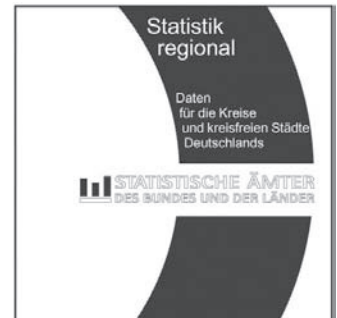 Statistik
regional
Daten
für die Kreise
und kreisfreien Städte
Deutschlands
STATISTISCHE ÄMTER
DES BUNDES UND DER LÄNDER